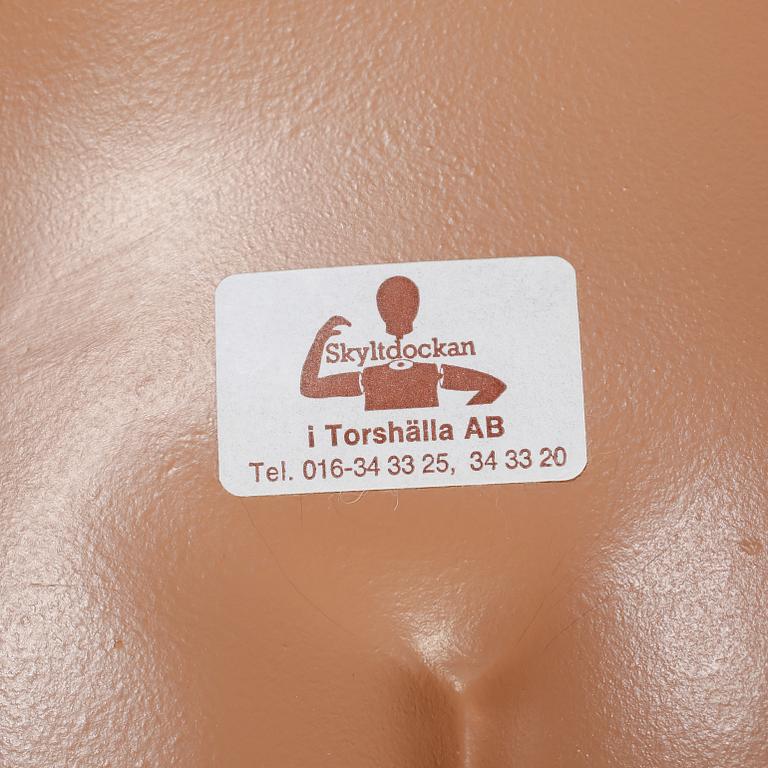 Skyltdockan
i Torshälla AB
Tel. 016-34 33 25, 34 33 20